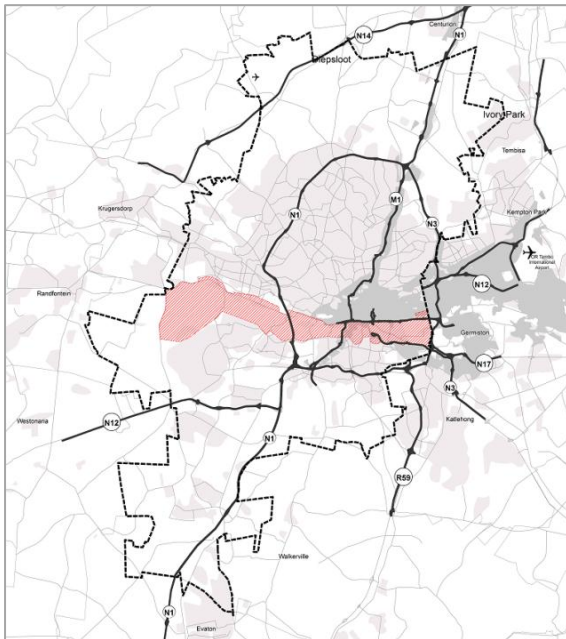 Centurion
N14
N1
Diepsloot
Ivory Park
Tembisa
Krugersdorp
N1
M1
N3
Kempton Park
OR Tambo
International
Airport
Randfontein
N12
Germiston
N17
N3
Westonaria
N12
Katlehong
N1
R59
Walkerville
N1
Evaton